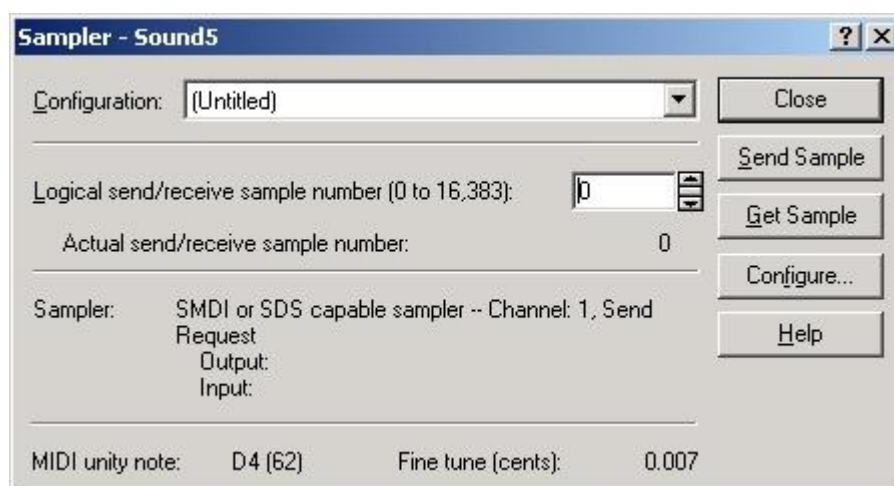 Sampler - Sound5
Configuration: (Untitled)
Close
Send Sample
Logical send/receive sample number (0 to 16,383): 0
Get Sample
Actual send/receive sample number: 0
Configure...
Sampler: SMDI or SDS capable sampler -- Channel: 1, Send
Request
Help
Output:
Input:
MIDI unity note: D4 (62) Fine tune (cents): 0.007